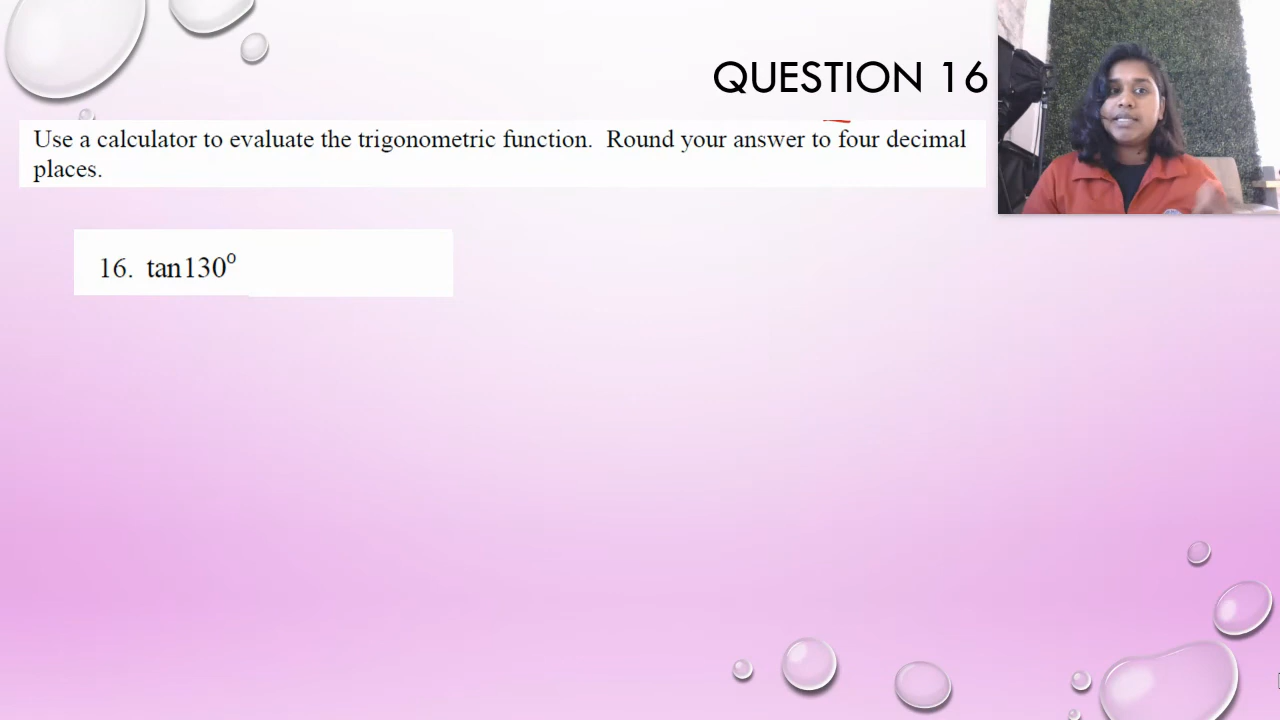 QUESTION 16
Use a calculator to evaluate the trigonometric function.  Round your answer to four decimal
places.
16. tan130°